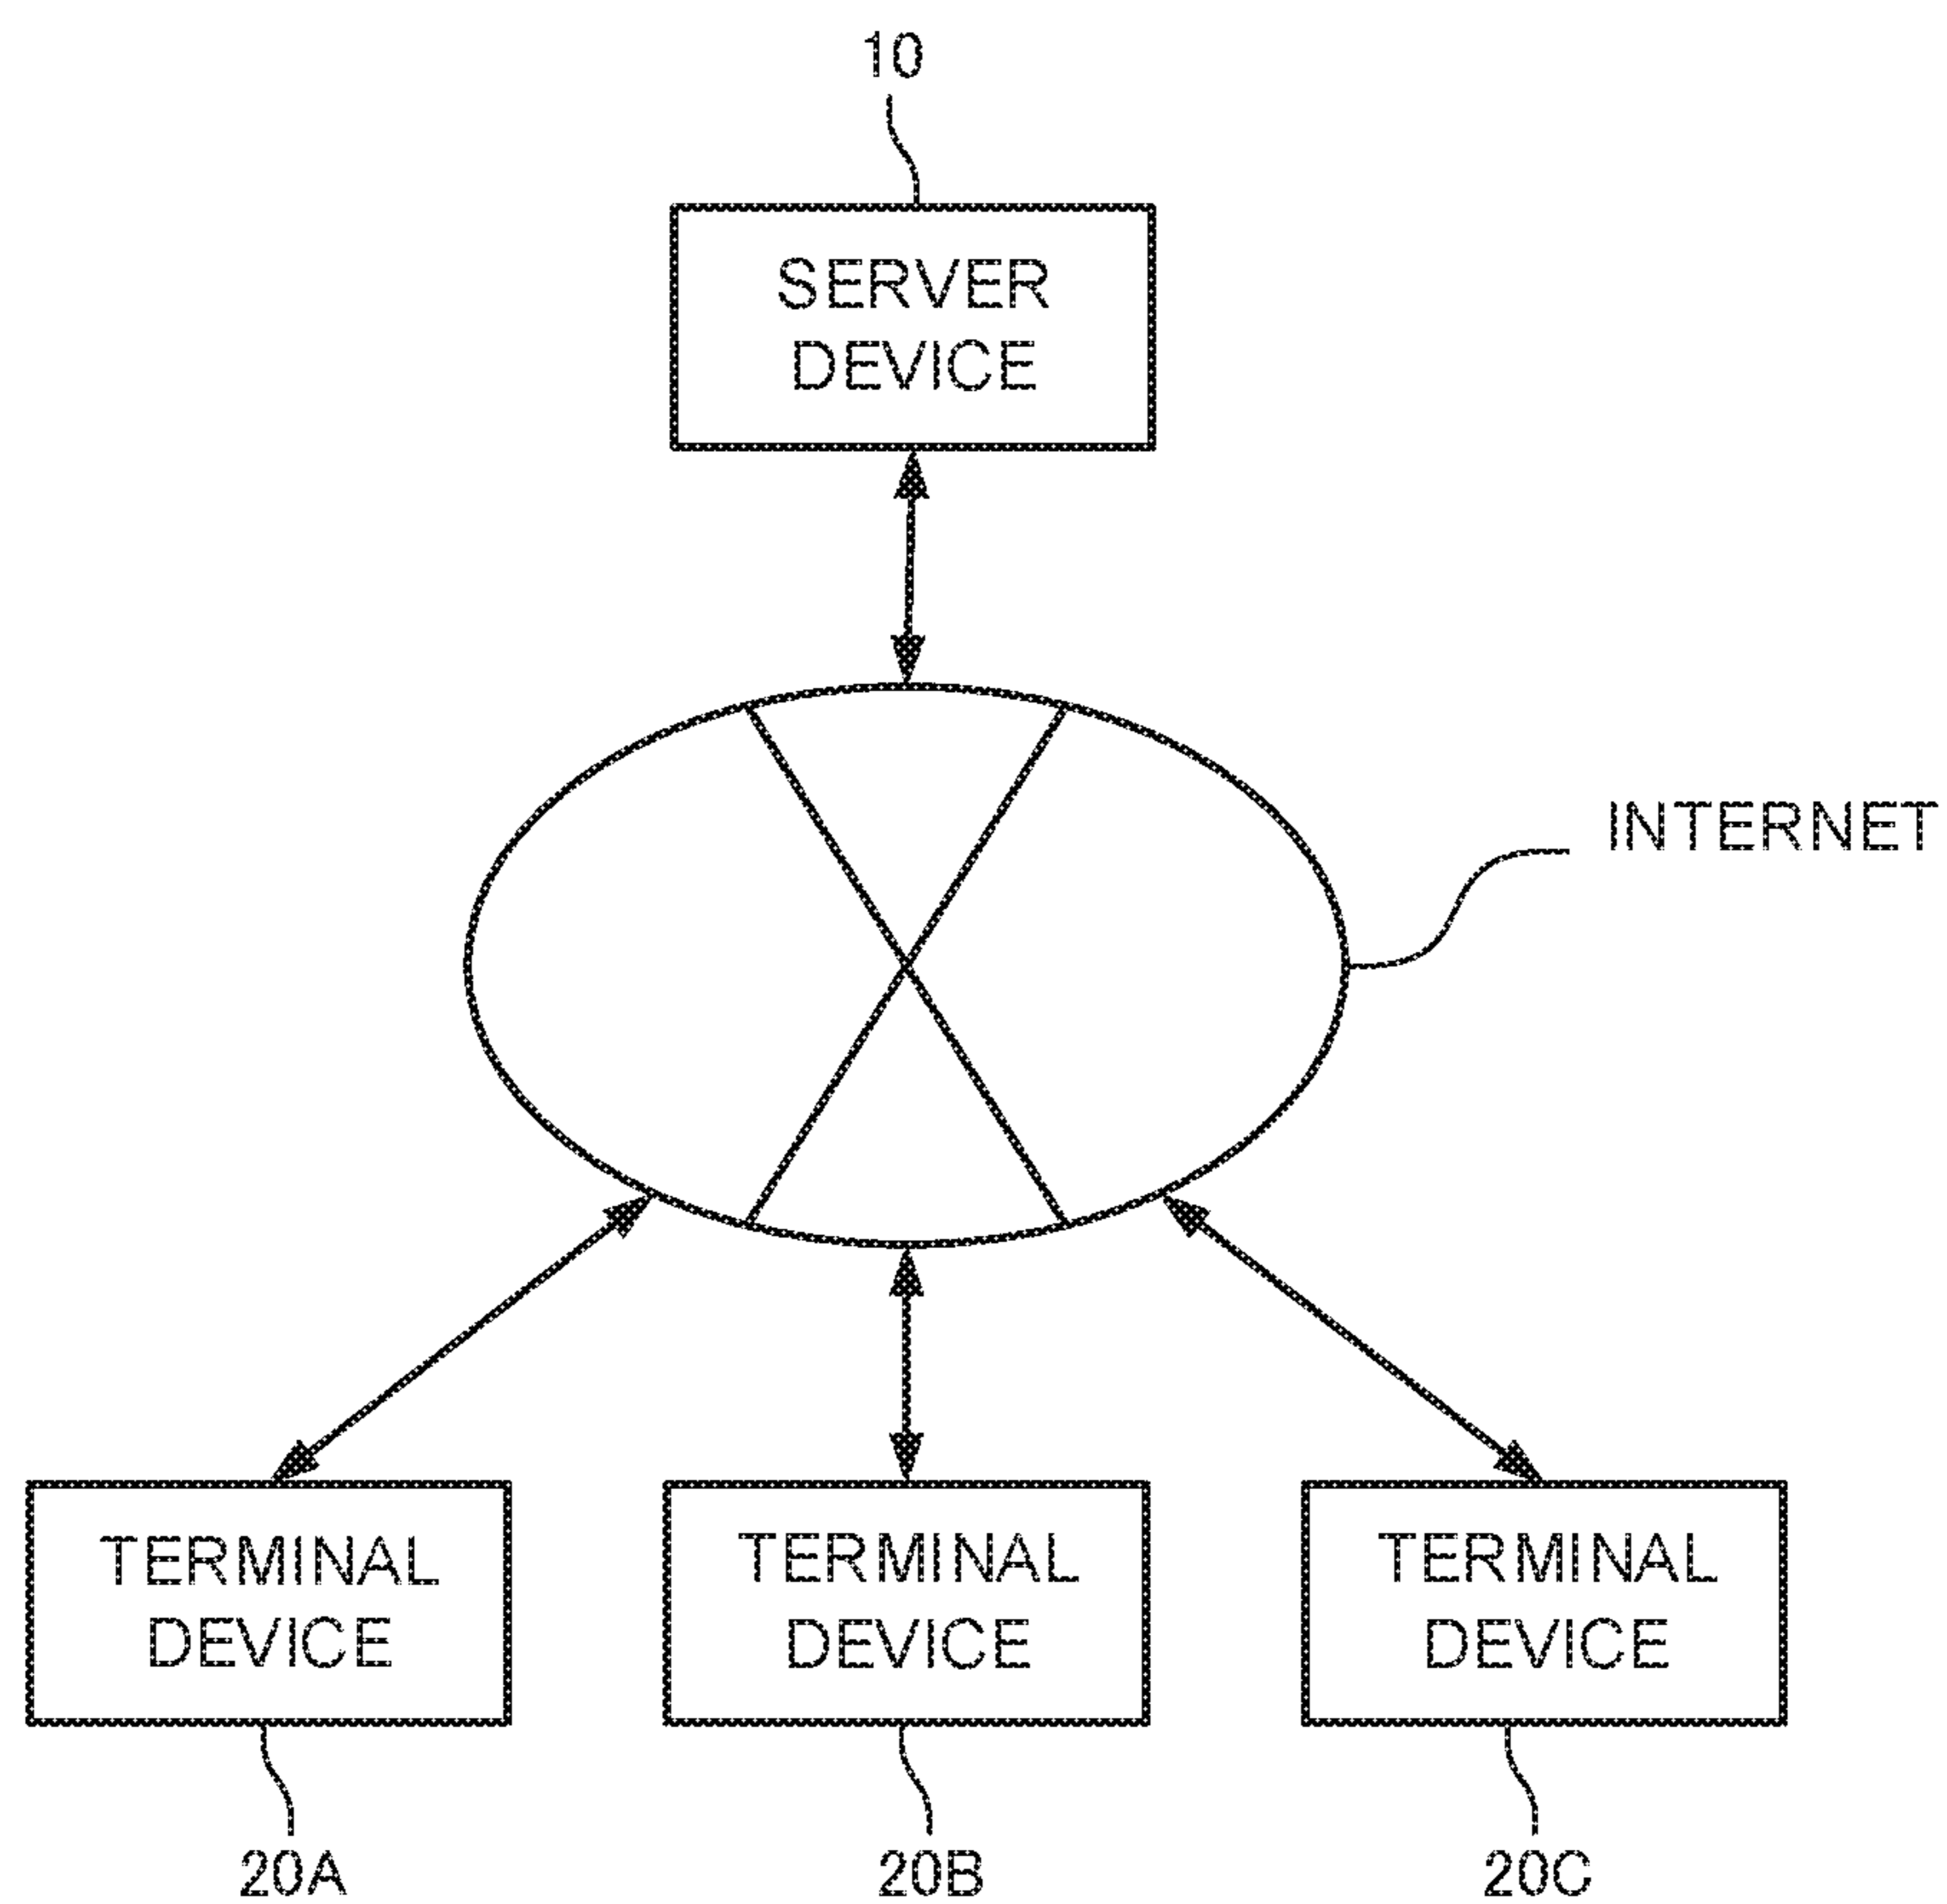 10
SERVER
DEVICE
INTERNET
TERMINAL
DEVICE
TERMINAL
DEVICE
TERMINAL
DEVICE
20A
20B
20C